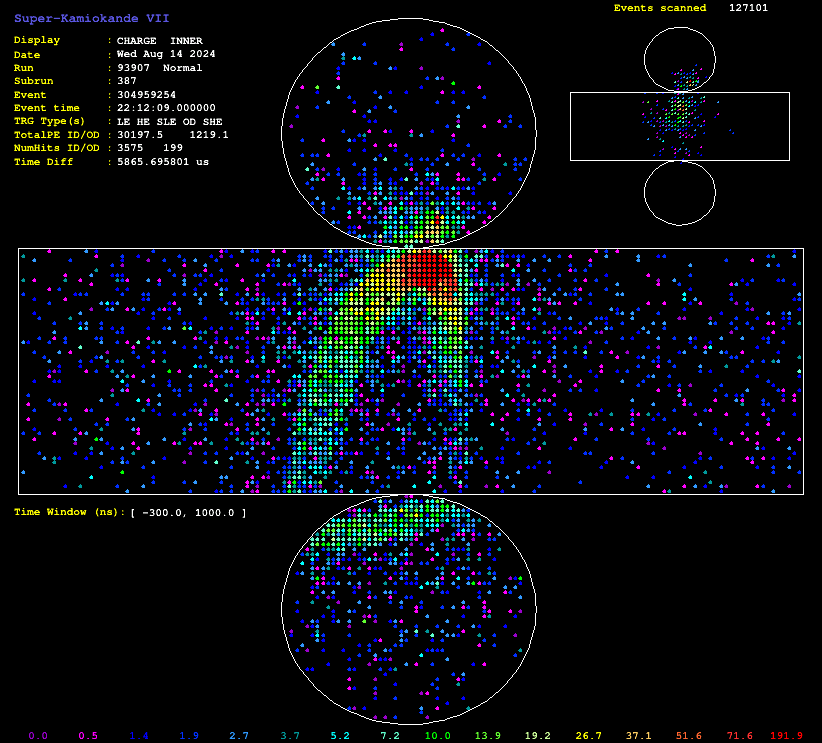 Super-Kamiokande VII
Events scanned 127101
Display : CHARGE INNER
Date : Wed Aug 14 2024
Run : 93907 Normal
Subrun : 387
Event : 304959254
Event time : 22:12:09.000000
TRG Type(s) : LE HE SLE OD SHE
TotalPE ID/OD : 30197.5 1219.1
NumHits ID/OD : 3575 199
Time Diff : 5865.695801 us
Time Window (ns): [ -300.0, 1000.0 ]
0.0 0.5 1.4 1.9 2.7 3.7 5.2 7.2 10.0 13.9 19.2 26.7 37.1 51.6 71.6 191.9